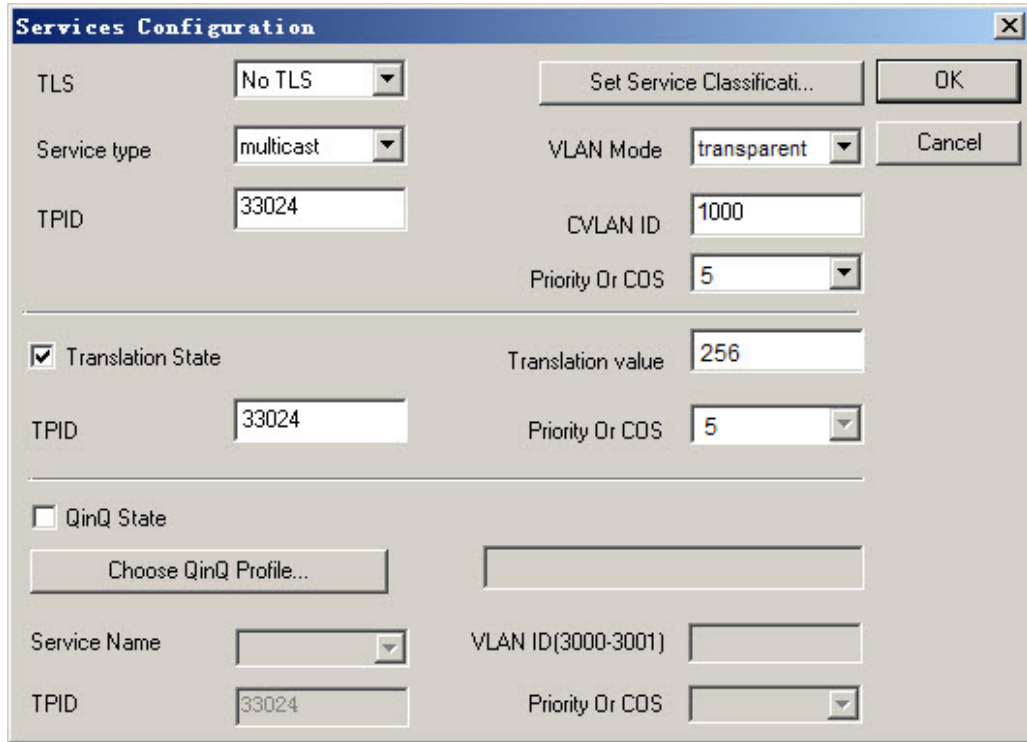 Services Configuration
TLS No TLS Set Service Classificati... OK
Service type multicast VLAN Mode transparent Cancel
TPID 33024 CVLAN ID 1000
Priority Or COS 5
Translation State Translation value 256
TPID 33024 Priority Or COS 5
QinQ State
Choose QinQ Profile...
Service Name VLAN ID(3000-3001)
TPID 33024 Priority Or COS